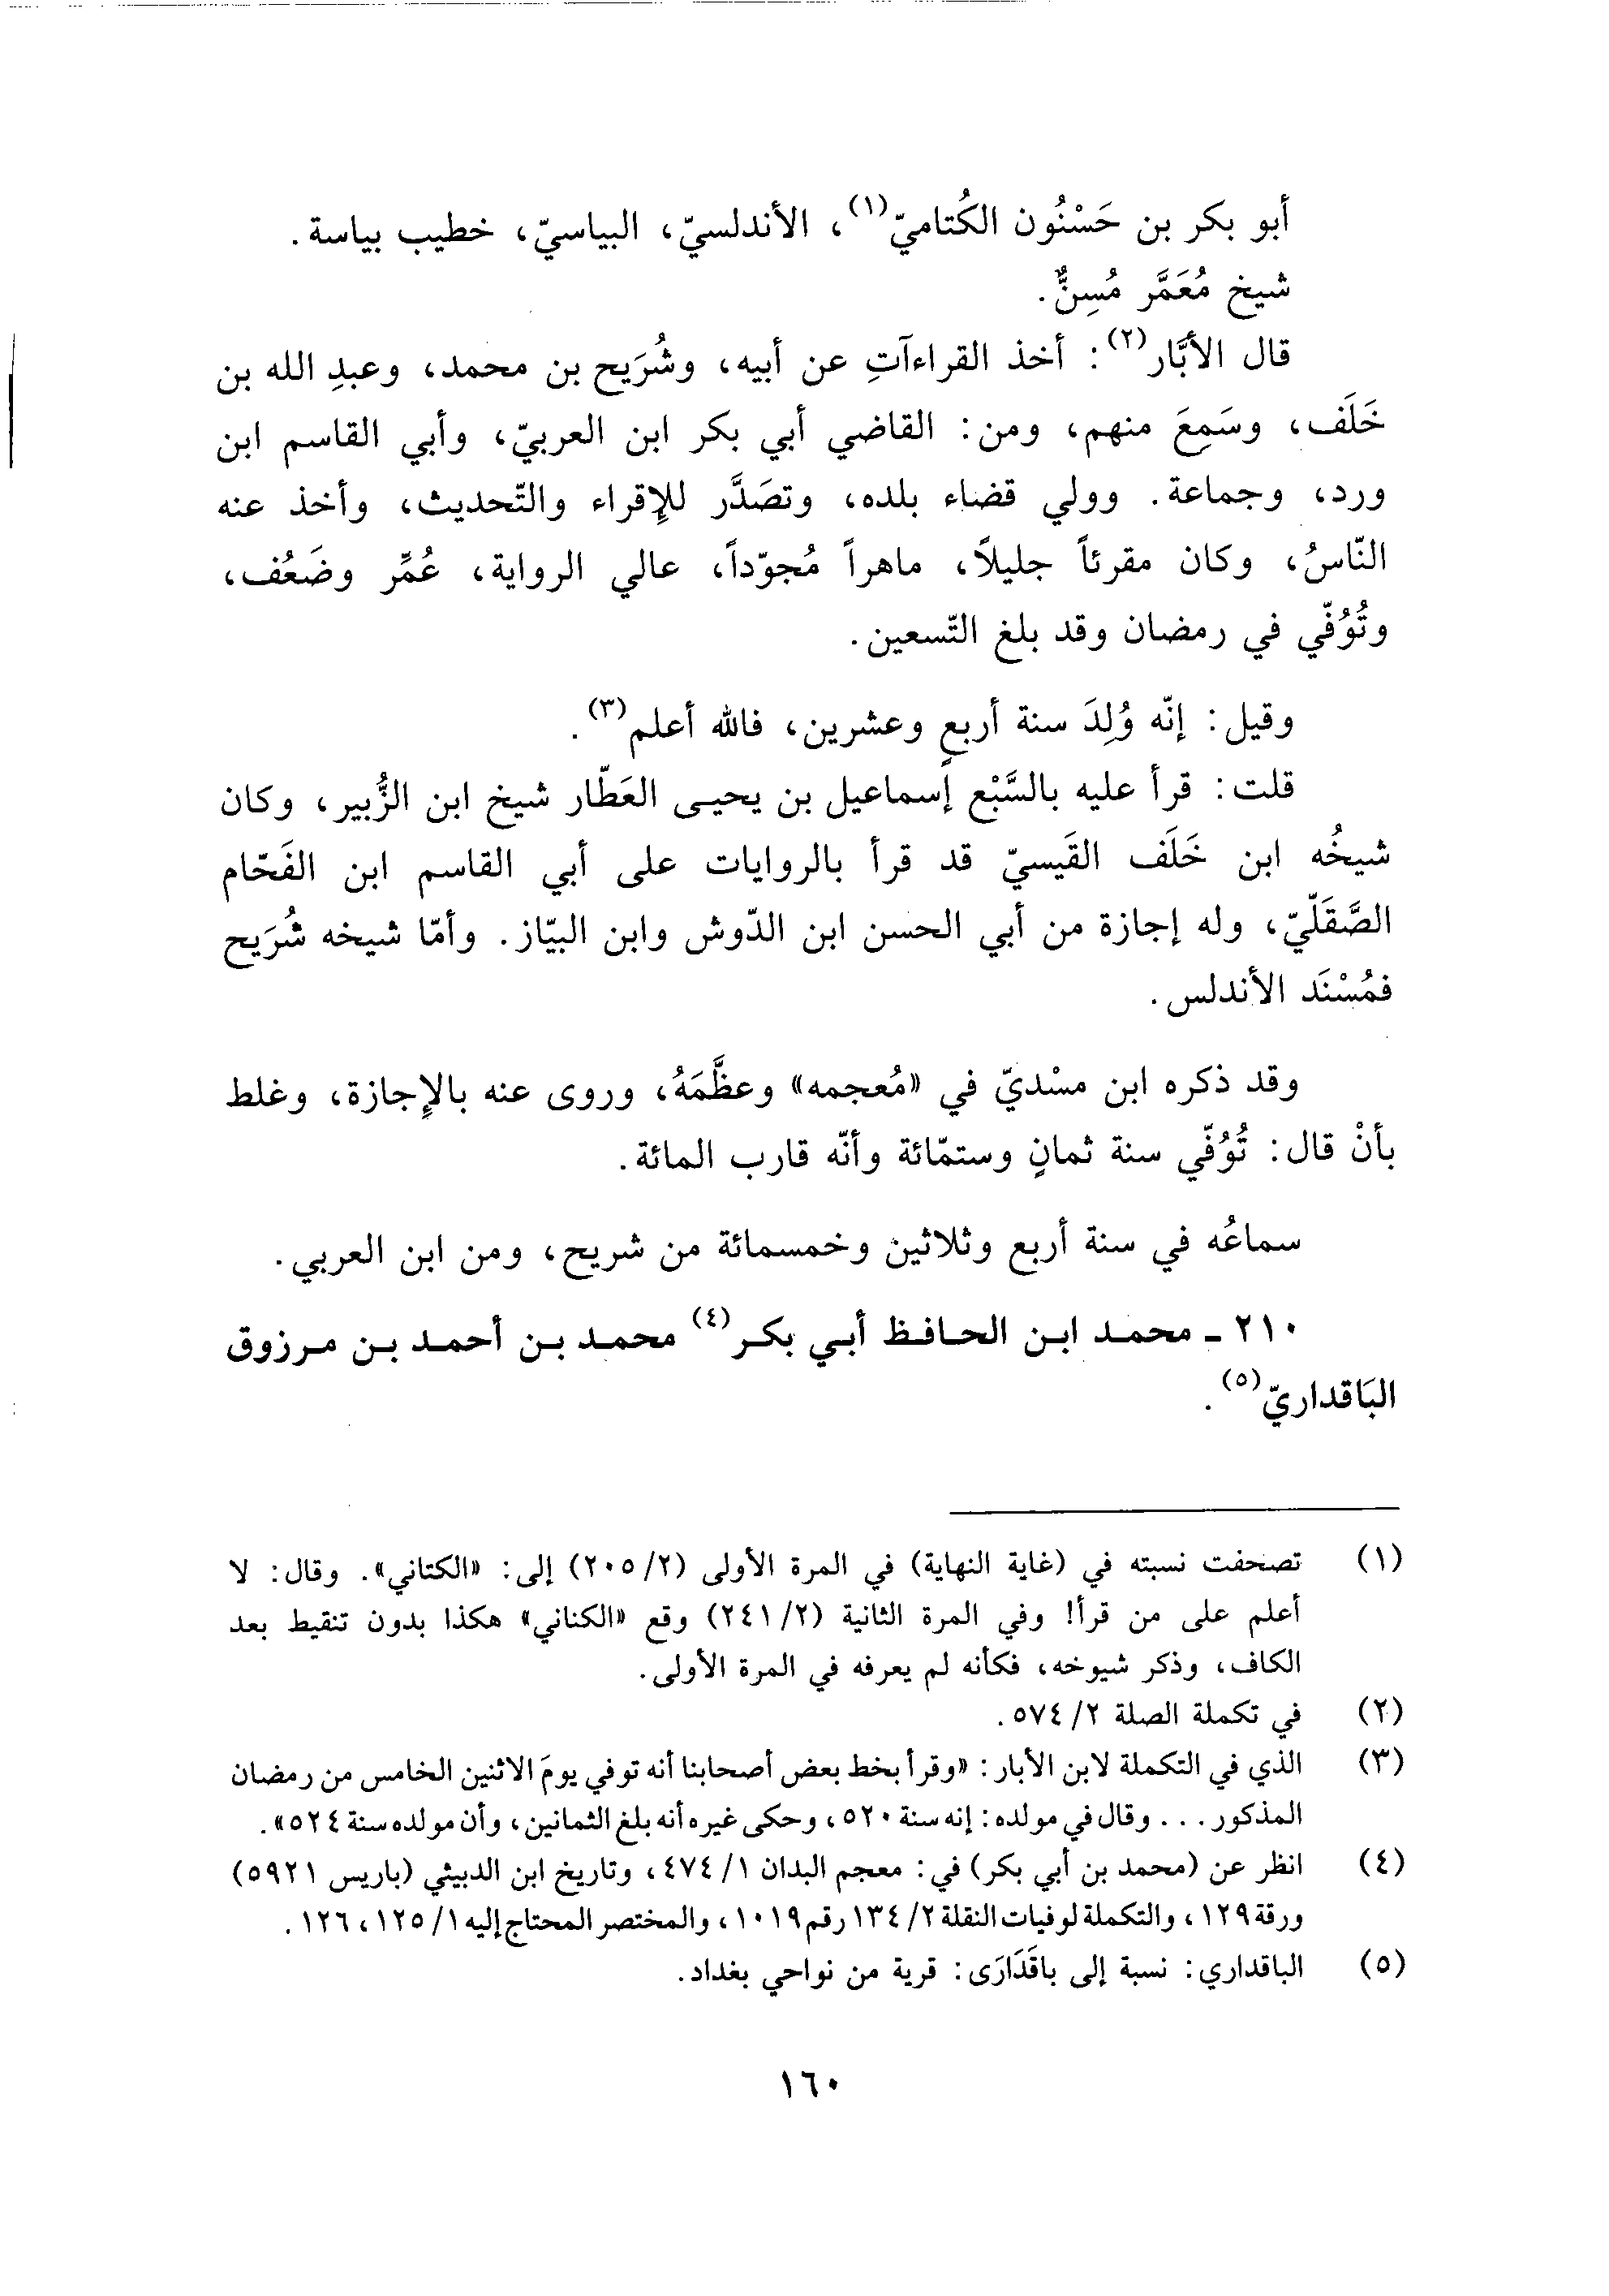 أبو بكر بن حَسْنُون الكُتاميّ(١)، الأندلسيّ، البياسيّ، خطيب بياسة.
شيخ مُعَمَّر مُسِنٌّ.
قال الأبَّار(٢): أخذ القراءآتِ عن أبيه، وشُرَيح بن محمد، وعبدِ الله بن
خَلَف، وسَمِعَ منهم، ومن: القاضي أبي بكر ابن العربيّ، وأبي القاسم ابن
ورد، وجماعة. وولي قضاء بلده، وتصَدَّر للإِقراء والتّحديث، وأخذ عنه
النّاسُ، وكان مقرئاً جليلاً، ماهراً مُجوّداً، عالي الرواية، عُمِّر وضَعُف،
وتُوُفّي في رمضان وقد بلغ التّسعين.
وقيل: إنّه وُلِدَ سنة أربعٍ وعشرين، فالله أعلم(٣).
قلت: قرأ عليه بالسَّبْع إسماعيل بن يحيى العَطّار شيخ ابن الزُّبير، وكان
شيخُه ابن خَلَف القَيسيّ قد قرأ بالروايات على أبي القاسم ابن الفَحّام
الصَّقَلّيّ، وله إجازة من أبي الحسن ابن الدّوش وابن البيّاز. وأمّا شيخه شُرَيح
فمُسْنَد الأندلس.
وقد ذكره ابن مسْديّ في «مُعجمه» وعظَّمَهُ، وروى عنه بالإِجازة، وغلط
بأنْ قال: تُوُفّي سنة ثمانٍ وستمّائة وأنّه قارب المائة.
سماعُه في سنة أربع وثلاثين وخمسمائة من شريح، ومن ابن العربي.
٢١٠ - محمد ابن الحافظ أبي بكر(٤) محمد بن أحمد بن مرزوق
البَاقداريّ(٥).
(١) تصحفت نسبته في (غاية النهاية) في المرة الأولى (٢٠٥/٢) إلى: «الكتاني». وقال: لا
أعلم على من قرأ! وفي المرة الثانية (٢٤١/٢) وقع «الكناني» هكذا بدون تنقيط بعد
الكاف، وذكر شيوخه، فكأنه لم يعرفه في المرة الأولى.
(٢) في تكملة الصلة ٢/ ٥٧٤.
(٣) الذي في التكملة لابن الأبار: «وقرأ بخط بعض أصحابنا أنه توفي يومَ الاثنين الخامس من رمضان
المذكور... وقال في مولده: إنه سنة ٥٢٠، وحكى غيره أنه بلغ الثمانين، وأن مولده سنة ٥٢٤».
(٤) انظر عن (محمد بن أبي بكر) في: معجم البدان ١/ ٤٧٤، وتاريخ ابن الدبيثي (باريس ٥٩٢١)
ورقة ١٢٩، والتكملة لوفيات النقلة ٢/ ١٣٤ رقم ١٠١٩، والمختصر المحتاج إليه ١/ ١٢٥، ١٢٦.
(٥) الباقداري: نسبة إلى باقَدَارَى: قرية من نواحي بغداد.
١٦٠